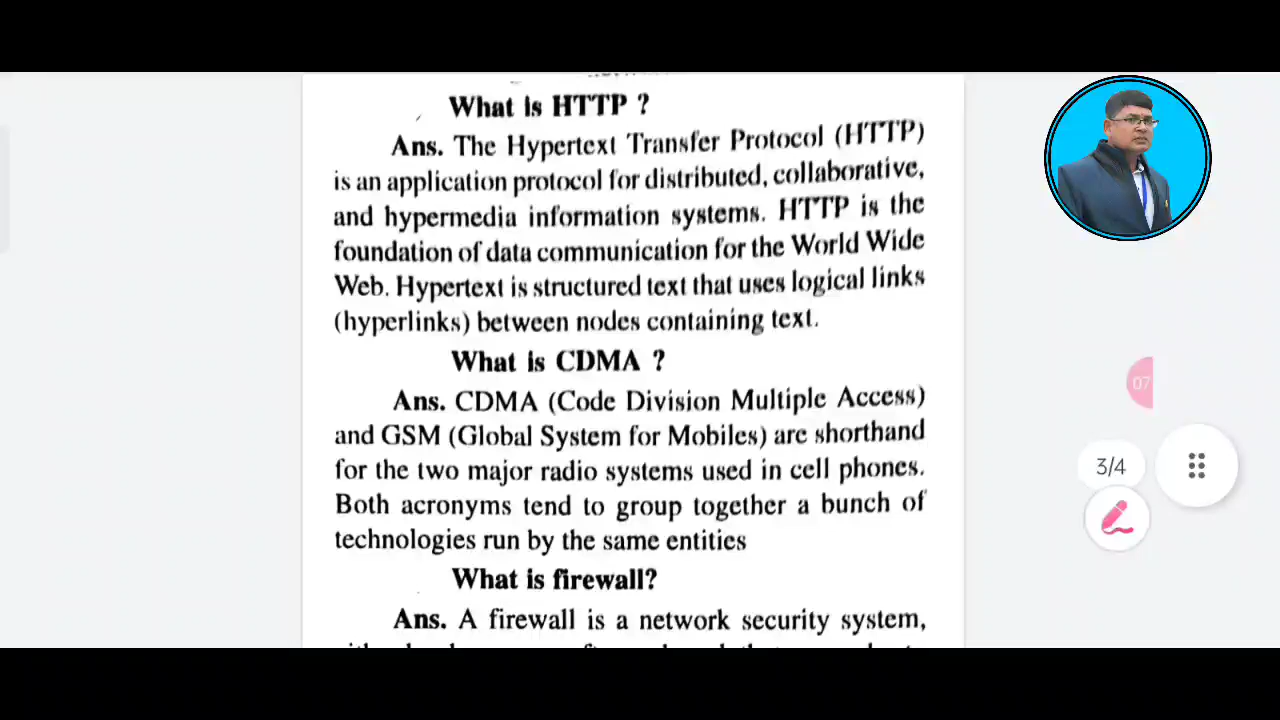 What is HTTP ?
Ans. The Hypertext Transfer Protocol (HTTP)
is an application protocol for distributed, collaborative,
and hypermedia information systems. HTTP is the
foundation of data communication for the World Wide
Web. Hypertext is structured text that uses logical links
(hyperlinks) between nodes containing text.
What is CDMA ?
Ans. CDMA (Code Division Multiple Access)
and GSM (Global System for Mobiles) are shorthand
for the two major radio systems used in cell phones.
Both acronyms tend to group together a bunch of
technologies run by the same entities
What is firewall?
Ans. A firewall is a network security system,
07
3/4